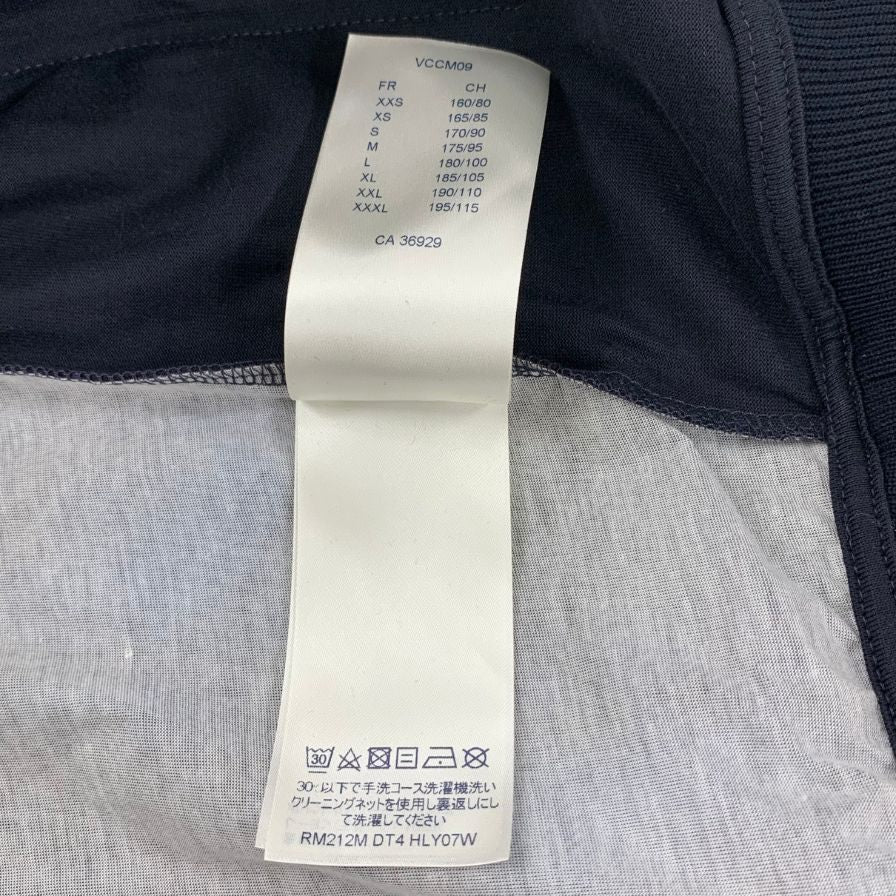 VCCM09
FR CH
XXS 160/80
XS 165/85
S 170/90
M 175/95
L 180/100
XL 185/105
XXL 190/110
XXXL 195/115
CA 36929
30
30℃以下で手洗コース洗濯機洗い
クリーニングネットを使用し裏返しにし
て洗濯してください
RM212M DT4 HLY07W